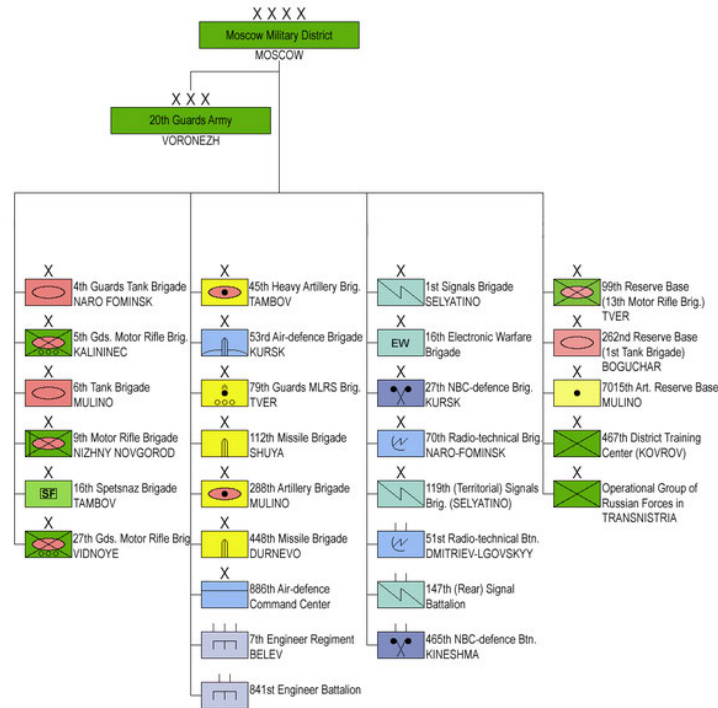 X X X X
Moscow Military District
MOSCOW
X X X
20th Guards Army
VORONEZH
X
4th Guards Tank Brigade
NARO FOMINSK
X
5th Gds. Motor Rifle Brig.
KALININEC
X
6th Tank Brigade
MULINO
X
9th Motor Rifle Brigade
NIZHNY NOVGOROD
X
SF
16th Spetsnaz Brigade
TAMBOV
X
27th Gds. Motor Rifle Brig
VIDNOYE
X
45th Heavy Artillery Brig.
TAMBOV
X
53rd Air-defence Brigade
KURSK
X
79th Guards MLRS Brig.
TVER
X
112th Missile Brigade
SHUYA
X
288th Artillery Brigade
MULINO
X
448th Missile Brigade
DURNEVO
X
886th Air-defence
Command Center
7th Engineer Regiment
BELEV
841st Engineer Battalion
X
1st Signals Brigade
SELYATINO
X
EW
16th Electronic Warfare
Brigade
X
27th NBC-defence Brig.
KURSK
X
70th Radio-technical Brig.
NARO-FOMINSK
X
119th (Territorial) Signals
Brig. (SELYATINO)
51st Radio-technical Btn.
DMITRIEV-LGOVSKYY
147th (Rear) Signal
Battalion
465th NBC-defence Btn.
KINESHMA
X
99th Reserve Base
(13th Motor Rifle Brig.)
TVER
X
262nd Reserve Base
(1st Tank Brigade)
BOGUCHAR
X
7015th Art. Reserve Base
MULINO
X
467th District Training
Center (KOVROV)
X
Operational Group of
Russian Forces in
TRANSNISTRIA